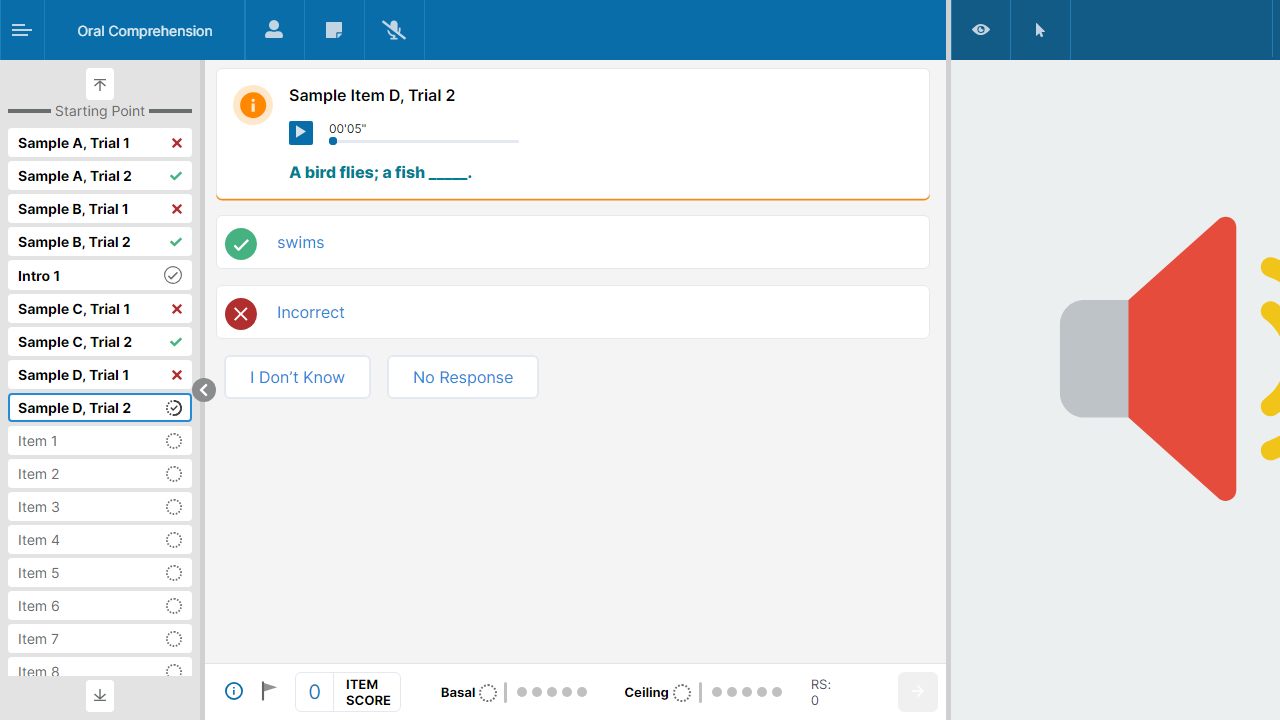 Oral Comprehension
Starting Point
Sample A, Trial 1
Sample A, Trial 2
Sample B, Trial 1
Sample B, Trial 2
Intro 1
Sample C, Trial 1
Sample C, Trial 2
Sample D, Trial 1
Sample D, Trial 2
Item 1
Item 2
Item 3
Item 4
Item 5
Item 6
Item 7
Item 8
Sample Item D, Trial 2
00'05"
A bird flies; a fish _____.
swims
Incorrect
I Don’t Know
No Response
0 ITEM SCORE
Basal
Ceiling
RS:
0